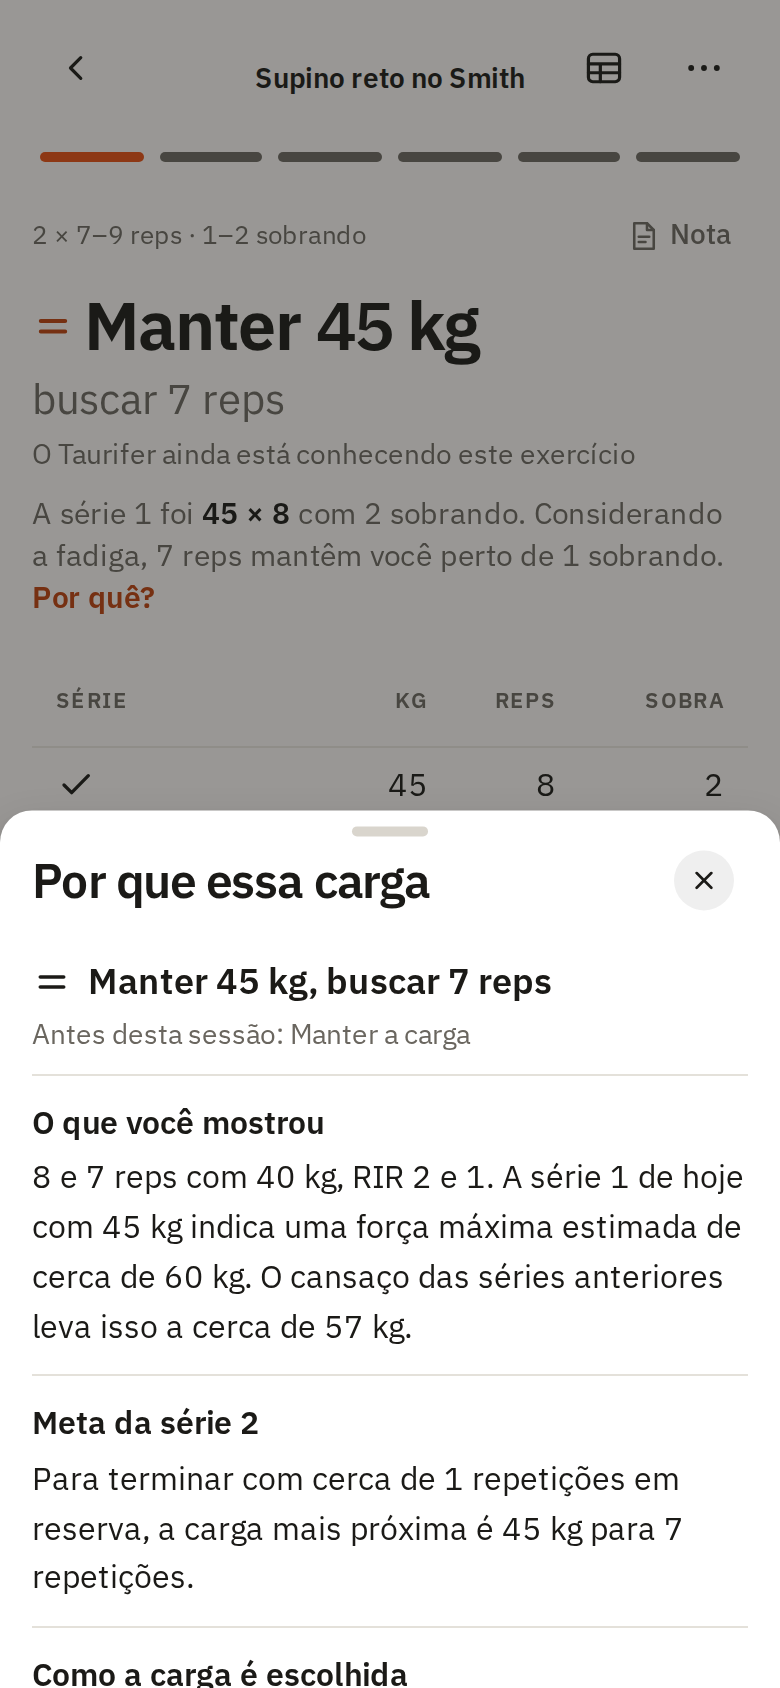 Supino reto no Smith
2 × 7–9 reps · 1–2 sobrando
Nota
= Manter 45 kg
buscar 7 reps
O Taurifer ainda está conhecendo este exercício
A série 1 foi 45 × 8 com 2 sobrando. Considerando
a fadiga, 7 reps mantêm você perto de 1 sobrando.
Por quê?
SÉRIE KG REPS SOBRA
✓ 45 8 2
Por que essa carga
= Manter 45 kg, buscar 7 reps
Antes desta sessão: Manter a carga
O que você mostrou
8 e 7 reps com 40 kg, RIR 2 e 1. A série 1 de hoje
com 45 kg indica uma força máxima estimada de
cerca de 60 kg. O cansaço das séries anteriores
leva isso a cerca de 57 kg.
Meta da série 2
Para terminar com cerca de 1 repetições em
reserva, a carga mais próxima é 45 kg para 7
repetições.
Como a carga é escolhida